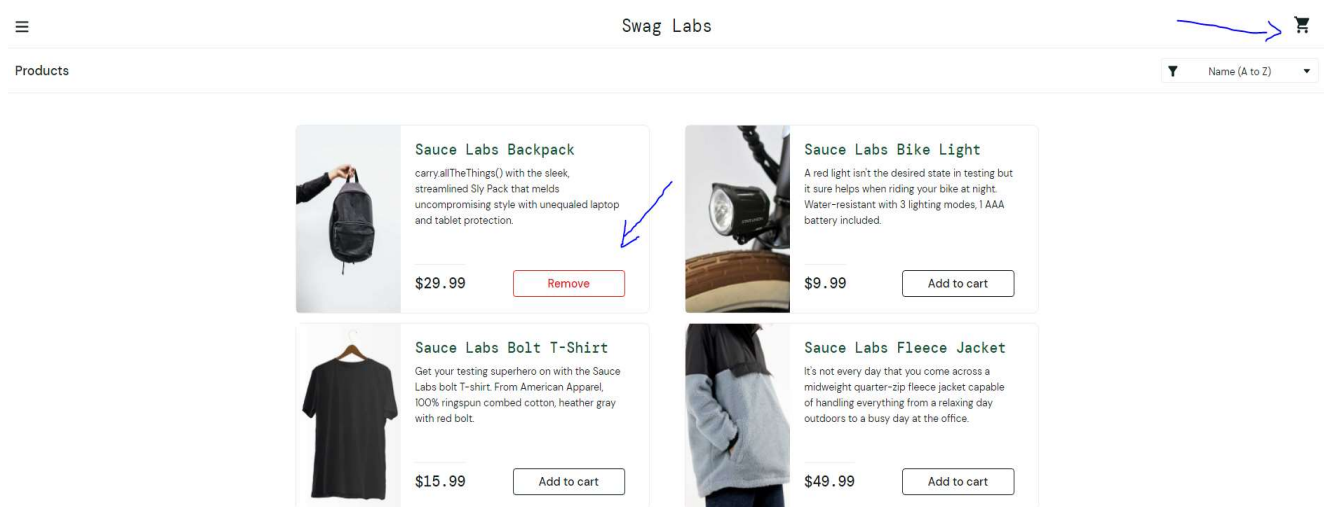 Swag Labs
Products
Name (A to Z)
Sauce Labs Backpack
carry.allTheThings() with the sleek,
streamlined Sly Pack that melds
uncompromising style with unequaled laptop
and tablet protection.
$29.99
Remove
Sauce Labs Bike Light
A red light isn't the desired state in testing but
it sure helps when riding your bike at night.
Water-resistant with 3 lighting modes, 1 AAA
battery included.
$9.99
Add to cart
Sauce Labs Bolt T-Shirt
Get your testing superhero on with the Sauce
Labs bolt T-shirt. From American Apparel,
100% ringspun combed cotton, heather gray
with red bolt.
$15.99
Add to cart
Sauce Labs Fleece Jacket
It's not every day that you come across a
midweight quarter-zip fleece jacket capable
of handling everything from a relaxing day
outdoors to a busy day at the office.
$49.99
Add to cart